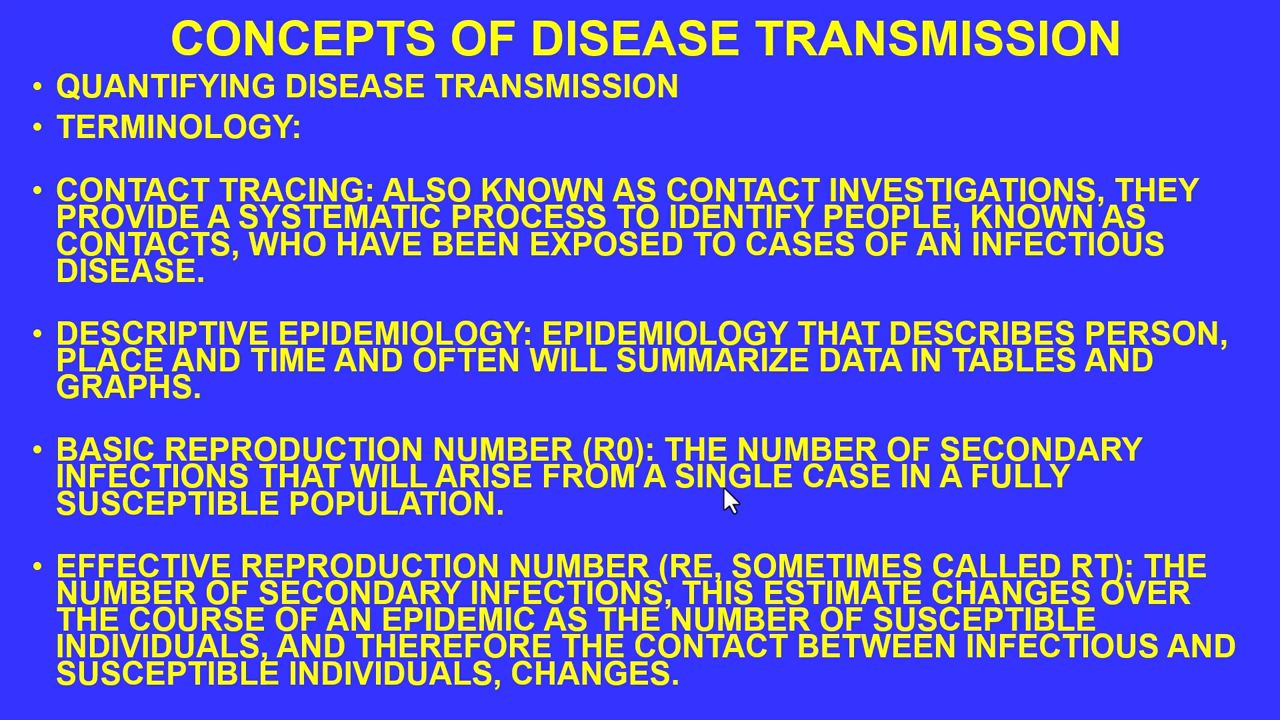 CONCEPTS OF DISEASE TRANSMISSION
• QUANTIFYING DISEASE TRANSMISSION
• TERMINOLOGY:
• CONTACT TRACING: ALSO KNOWN AS CONTACT INVESTIGATIONS, THEY
PROVIDE A SYSTEMATIC PROCESS TO IDENTIFY PEOPLE, KNOWN AS
CONTACTS, WHO HAVE BEEN EXPOSED TO CASES OF AN INFECTIOUS
DISEASE.
• DESCRIPTIVE EPIDEMIOLOGY: EPIDEMIOLOGY THAT DESCRIBES PERSON,
PLACE AND TIME AND OFTEN WILL SUMMARIZE DATA IN TABLES AND
GRAPHS.
• BASIC REPRODUCTION NUMBER (R0): THE NUMBER OF SECONDARY
INFECTIONS THAT WILL ARISE FROM A SINGLE CASE IN A FULLY
SUSCEPTIBLE POPULATION.
• EFFECTIVE REPRODUCTION NUMBER (RE, SOMETIMES CALLED RT): THE
NUMBER OF SECONDARY INFECTIONS, THIS ESTIMATE CHANGES OVER
THE COURSE OF AN EPIDEMIC AS THE NUMBER OF SUSCEPTIBLE
INDIVIDUALS, AND THEREFORE THE CONTACT BETWEEN INFECTIOUS AND
SUSCEPTIBLE INDIVIDUALS, CHANGES.